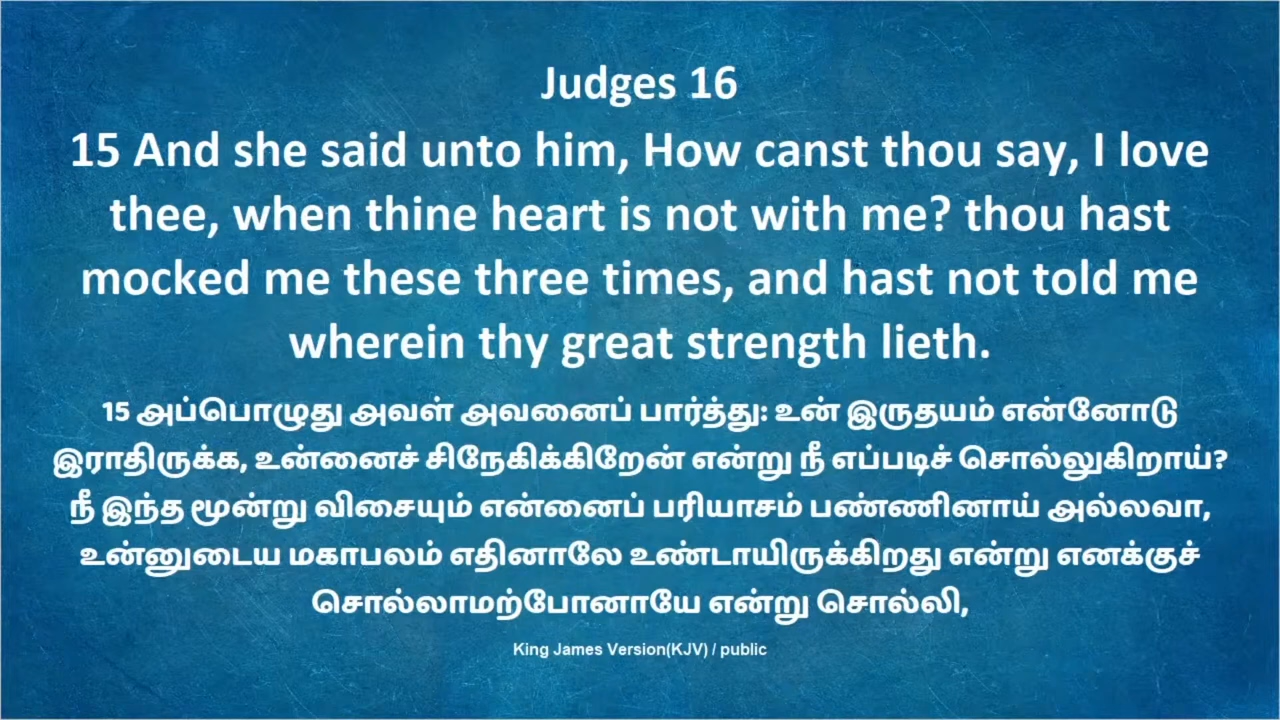 Judges 16
15 And she said unto him, How canst thou say, I love
thee, when thine heart is not with me? thou hast
mocked me these three times, and hast not told me
wherein thy great strength lieth.
15 அப்பொழுது அவள் அவனைப் பார்த்து: உன் இருதயம் என்னோடு
இராதிருக்க, உன்னைச் சிநேகிக்கிறேன் என்று நீ எப்படிச் சொல்லுகிறாய்?
நீ இந்த மூன்று விசையும் என்னைப் பரியாசம் பண்ணினாய் அல்லவா,
உன்னுடைய மகாபலம் எதினாலே உண்டாயிருக்கிறது என்று எனக்குச்
சொல்லாமற்போனாயே என்று சொல்லி,
King James Version(KJV) / public